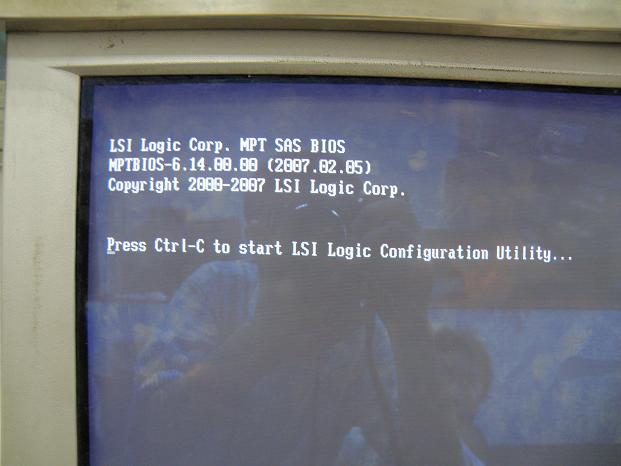 LSI Logic Corp. MPT SAS BIOS
MPTBIOS-6.14.00.00 (2007.02.05)
Copyright 2000-2007 LSI Logic Corp.
Press Ctrl-C to start LSI Logic Configuration Utility...